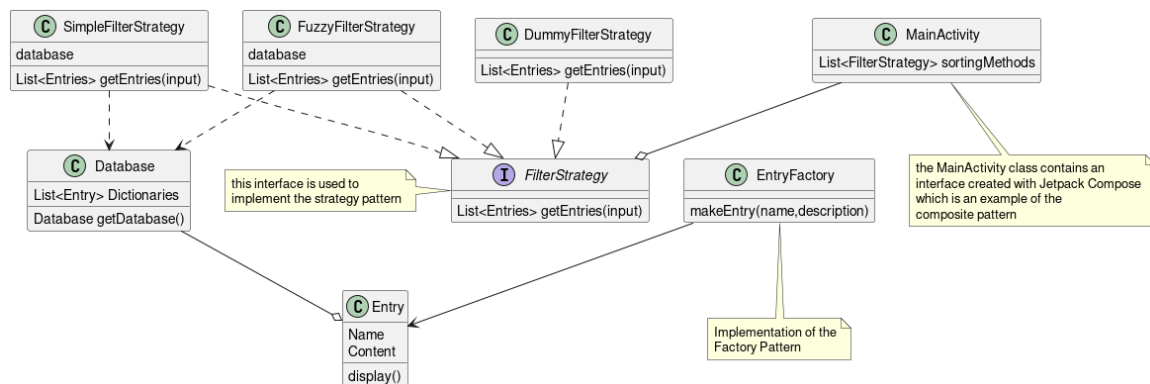 C SimpleFilterStrategy
database
List<Entries> getEntries(input)
C FuzzyFilterStrategy
database
List<Entries> getEntries(input)
C DummyFilterStrategy
List<Entries> getEntries(input)
C MainActivity
List<FilterStrategy> sortingMethods
C Database
List<Entry> Dictionaries
Database getDatabase()
this interface is used to
implement the strategy pattern
I FilterStrategy
List<Entries> getEntries(input)
C EntryFactory
makeEntry(name,description)
the MainActivity class contains an
interface created with Jetpack Compose
which is an example of the
composite pattern
C Entry
Name
Content
display()
Implementation of the
Factory Pattern